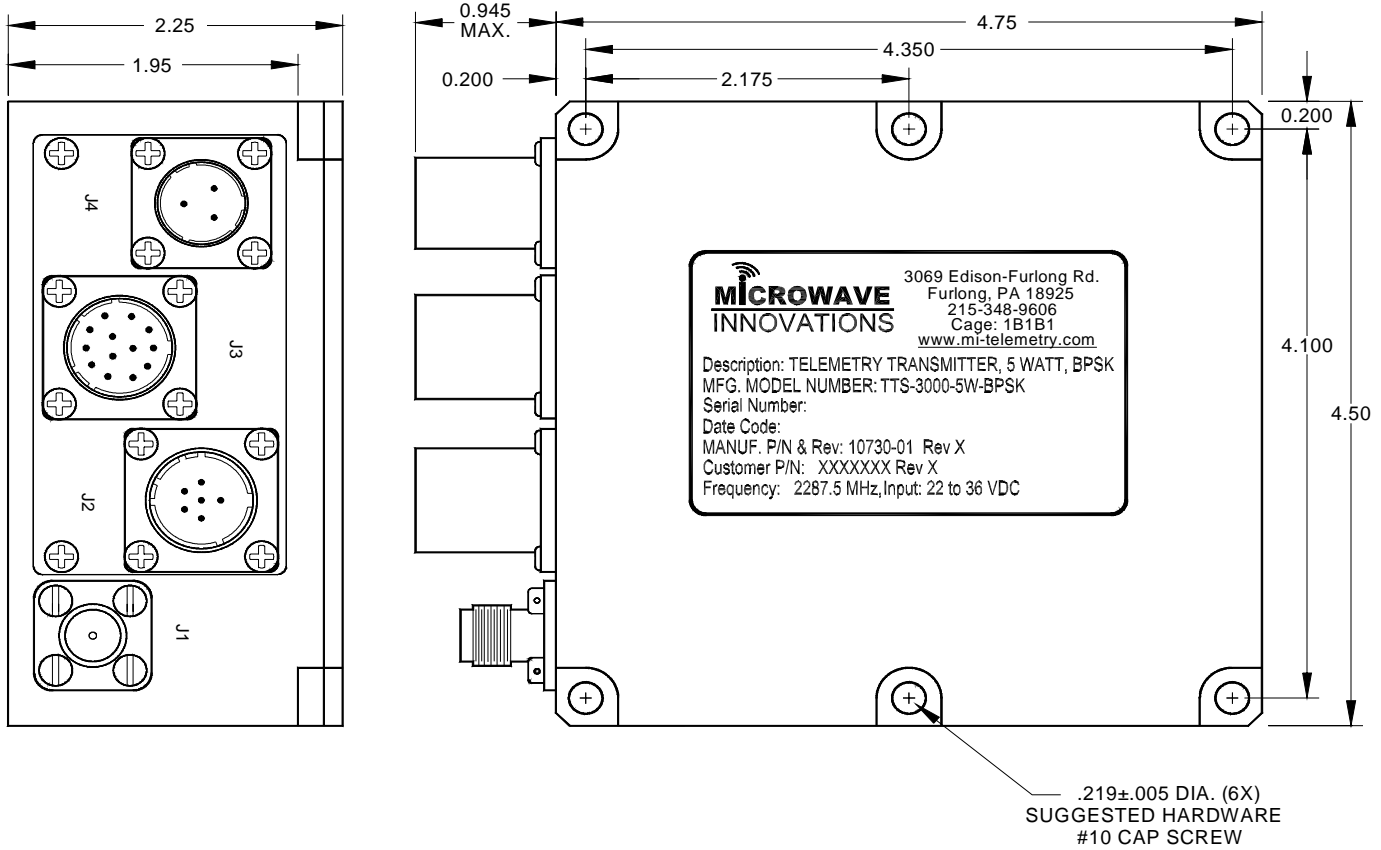 2.25
1.95
0.945
MAX.
0.200
4.75
4.350
2.175
0.200
4.100
4.50
J4
J3
J2
J1
MICROWAVE
INNOVATIONS
3069 Edison-Furlong Rd.
Furlong, PA 18925
215-348-9606
Cage: 1B1B1
www.mi-telemetry.com
Description: TELEMETRY TRANSMITTER, 5 WATT, BPSK
MFG. MODEL NUMBER: TTS-3000-5W-BPSK
Serial Number:
Date Code:
MANUF. P/N & Rev: 10730-01 Rev X
Customer P/N: XXXXXXX Rev X
Frequency: 2287.5 MHz, Input: 22 to 36 VDC
.219±.005 DIA. (6X)
SUGGESTED HARDWARE
#10 CAP SCREW